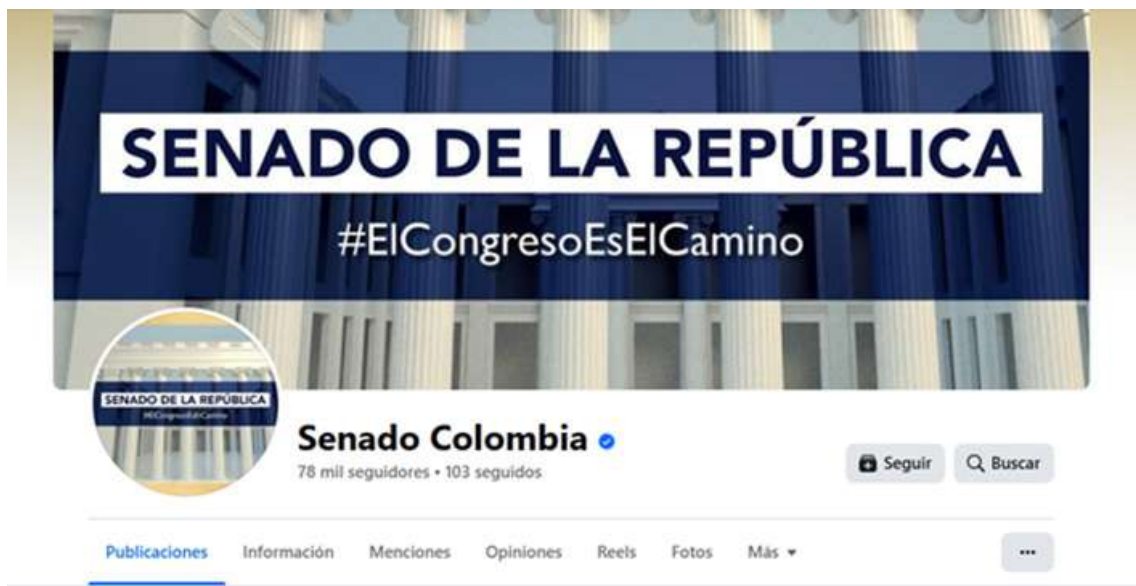 SENADO DE LA REPÚBLICA
#ElCongresoEsElCamino
SENADO DE LA REPÚBLICA
#ElCongresoEsElCamino
Senado Colombia
78 mil seguidores • 103 seguidos
Seguir
Buscar
Publicaciones
Información
Menciones
Opiniones
Reels
Fotos
Más